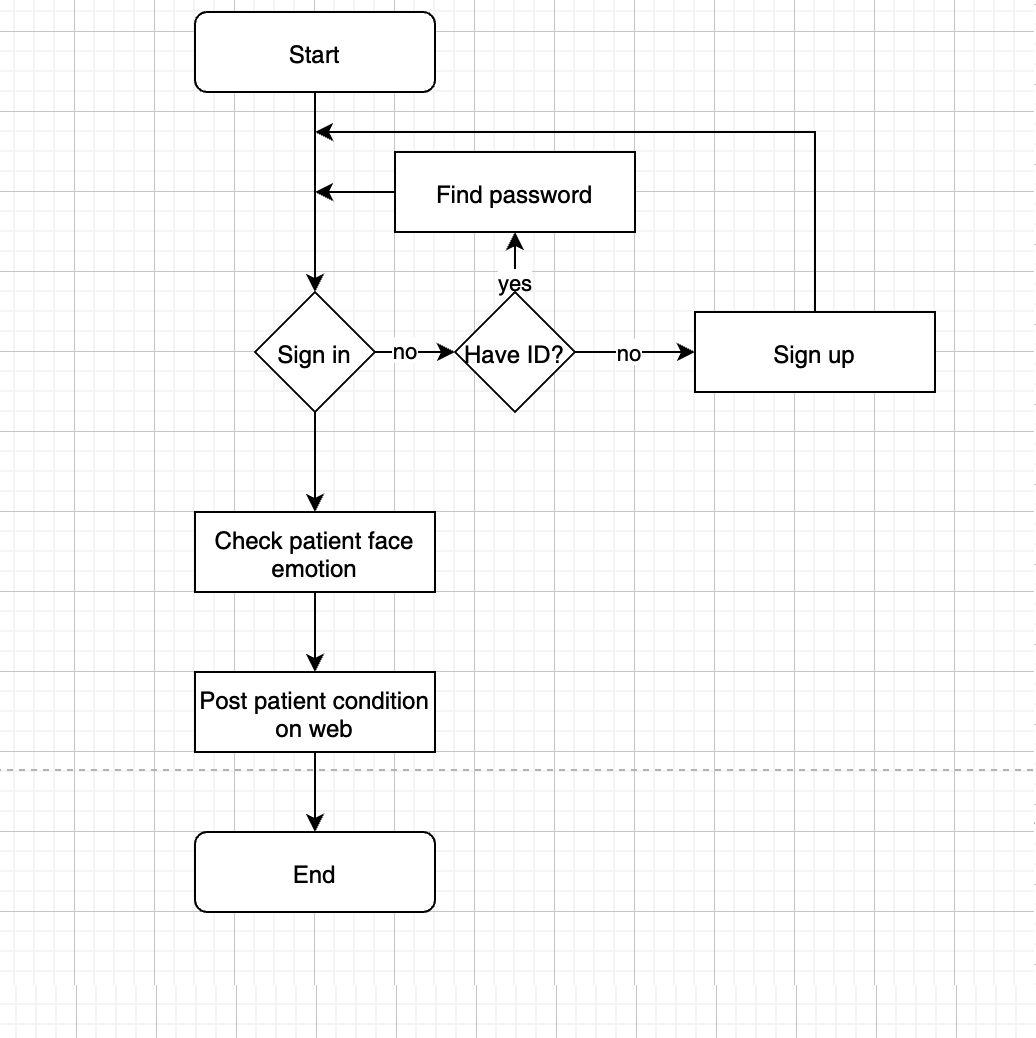 Start
Find password
yes
Sign in
no
Have ID?
no
Sign up
Check patient face
emotion
Post patient condition
on web
End